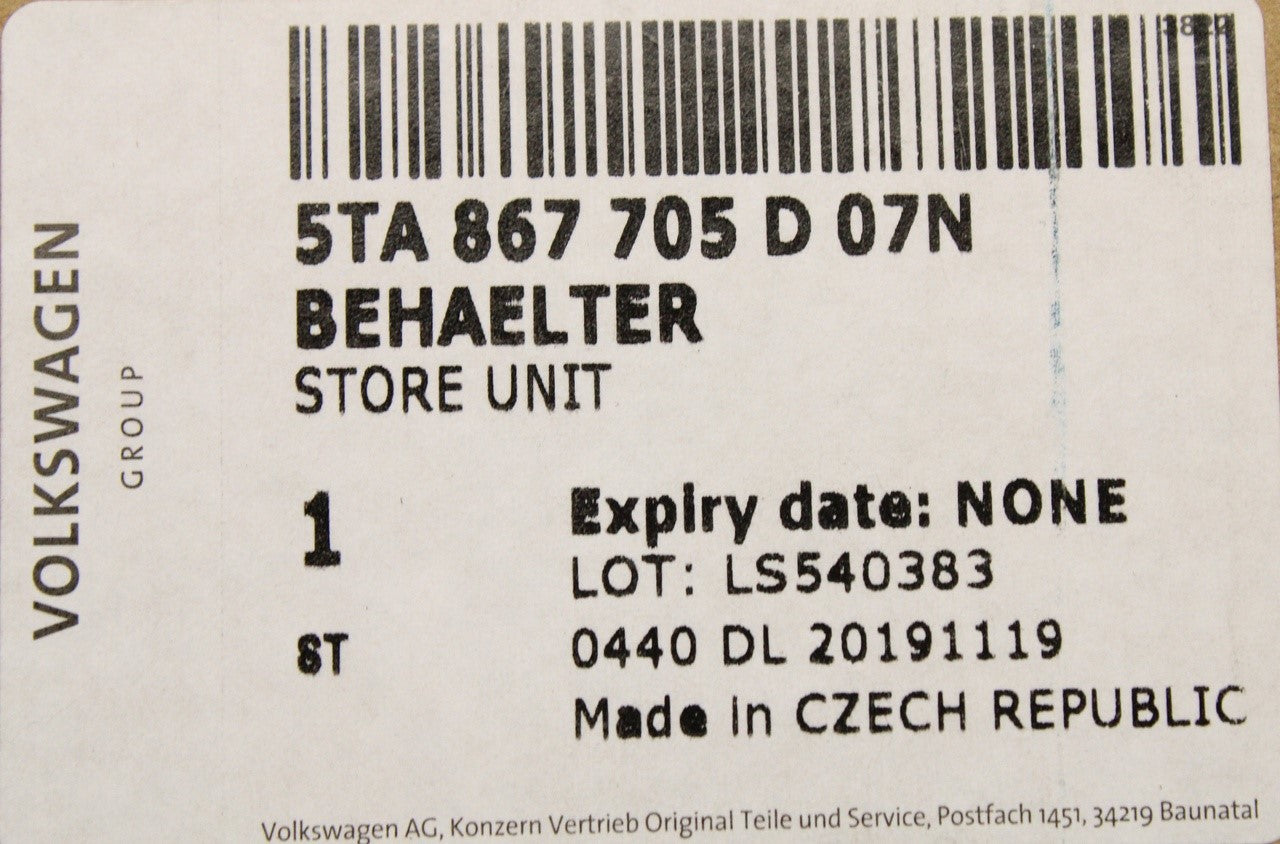 3822
5TA 867 705 D 07N
BEHAELTER
STORE UNIT
1
Expiry date: NONE
LOT: LS540383
ST
0440 DL 20191119
Made in CZECH REPUBLIC
VOLKSWAGEN
GROUP
Volkswagen AG, Konzern Vertrieb Original Teile und Service, Postfach 1451, 34219 Baunatal